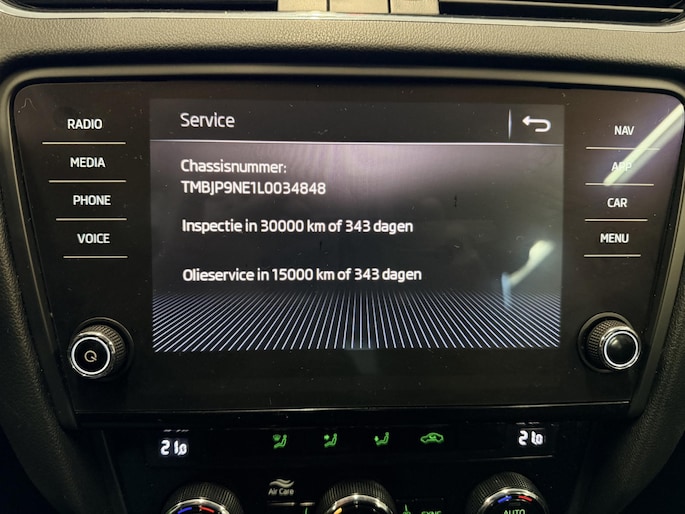 Service
RADIO
MEDIA
PHONE
VOICE
Chassisnummer:
TMBJP9NE1L0034848
Inspectie in 30000 km of 343 dagen
Olieservice in 15000 km of 343 dagen
NAV
APP
CAR
MENU
21.0
21.0
Air Care
SYNC
AUTO